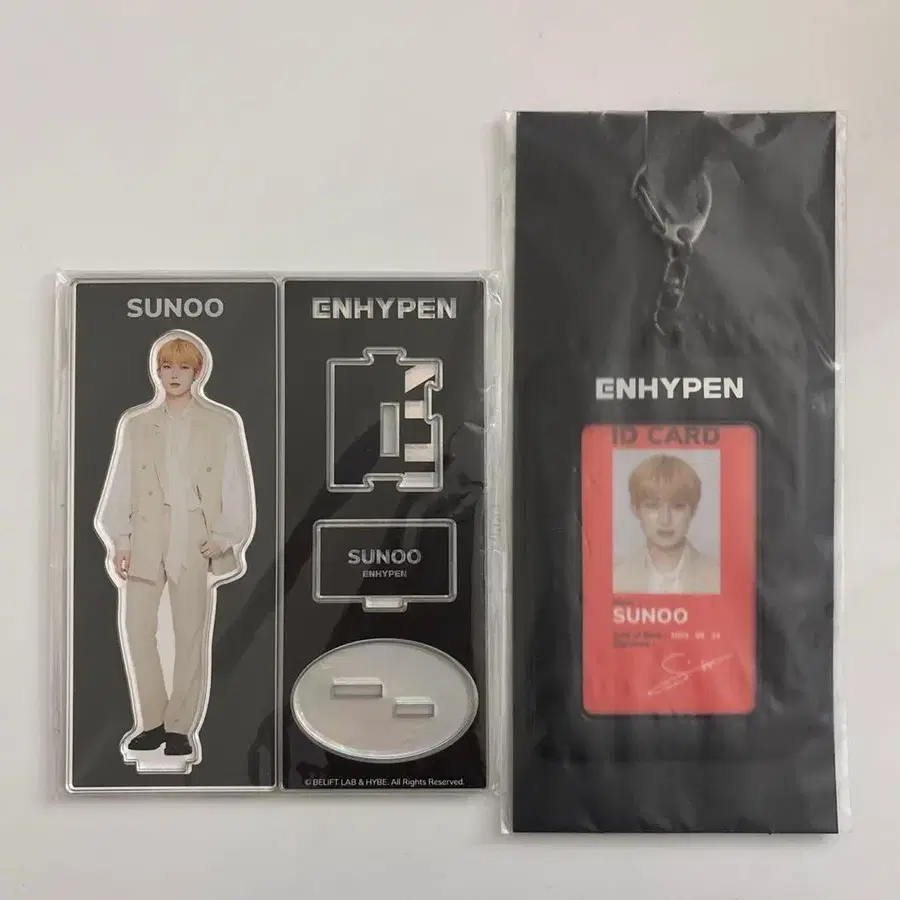 SUNOO
ENHYPEN
SUNOO
ENHYPEN
© BELIFT LAB & HYBE. All Rights Reserved.
ENHYPEN
ID CARD
SUNOO